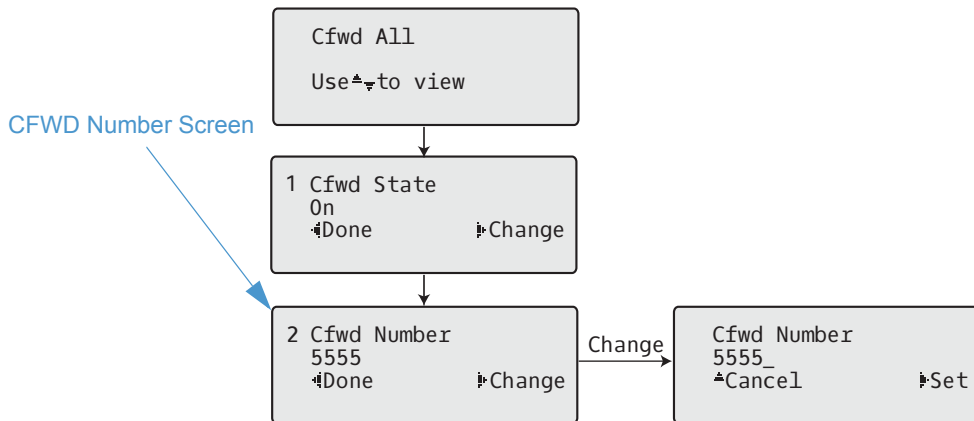 Cfwd All
Use to view
CFWD Number Screen
1 Cfwd State
On
Done Change
2 Cfwd Number
5555
Done Change
Change
Cfwd Number
5555_
Cancel Set